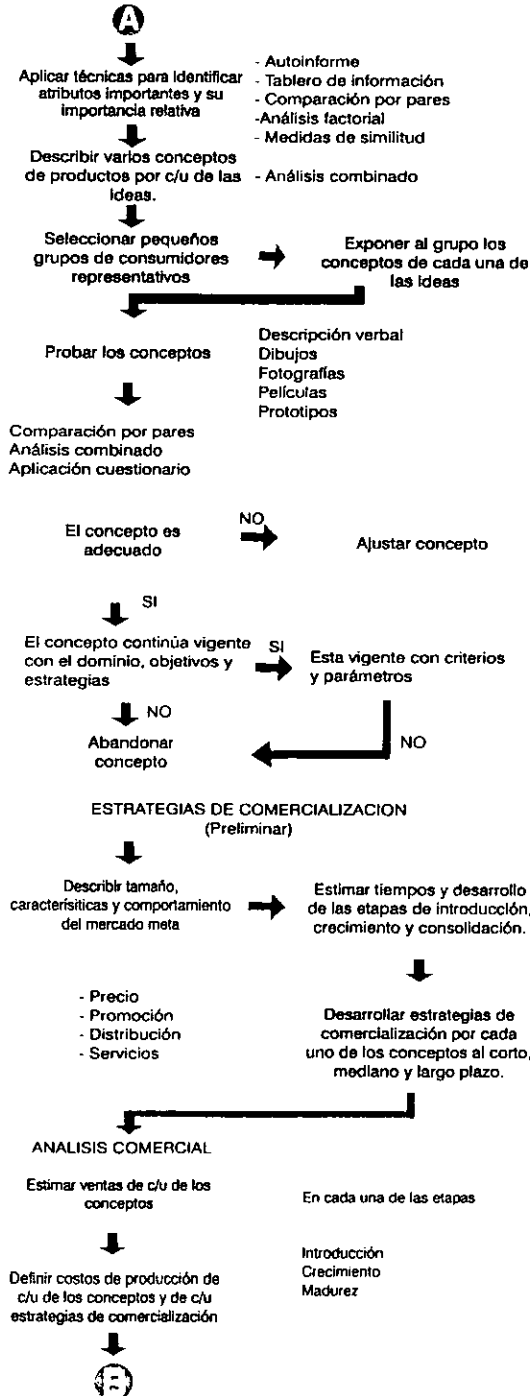 A
Aplicar técnicas para identificar
atributos importantes y su
importancia relativa
- Autoinforme
- Tablero de información
- Comparación por pares
-Análisis factorial
- Medidas de similitud
Describir varios conceptos
de productos por c/u de las
ideas.
- Análisis combinado
Seleccionar pequeños
grupos de consumidores
representativos
Exponer al grupo los
conceptos de cada una de
las ideas
Probar los conceptos
Descripción verbal
Dibujos
Fotografías
Películas
Prototipos
Comparación por pares
Análisis combinado
Aplicación cuestionario
El concepto es
adecuado
NO
Ajustar concepto
SI
El concepto continúa vigente
con el dominio, objetivos y
estrategias
SI
Esta vigente con criterios
y parámetros
NO
NO
Abandonar
concepto
ESTRATEGIAS DE COMERCIALIZACION
(Preliminar)
Describir tamaño,
caracterísiticas y comportamiento
del mercado meta
Estimar tiempos y desarrollo
de las etapas de introducción,
crecimiento y consolidación.
- Precio
- Promoción
- Distribución
- Servicios
Desarrollar estrategias de
comercialización por cada
uno de los conceptos al corto,
mediano y largo plazo.
ANALISIS COMERCIAL
Estimar ventas de c/u de los
conceptos
En cada una de las etapas
Introducción
Crecimiento
Madurez
Definir costos de producción de
c/u de los conceptos y de c/u
estrategias de comercialización
B